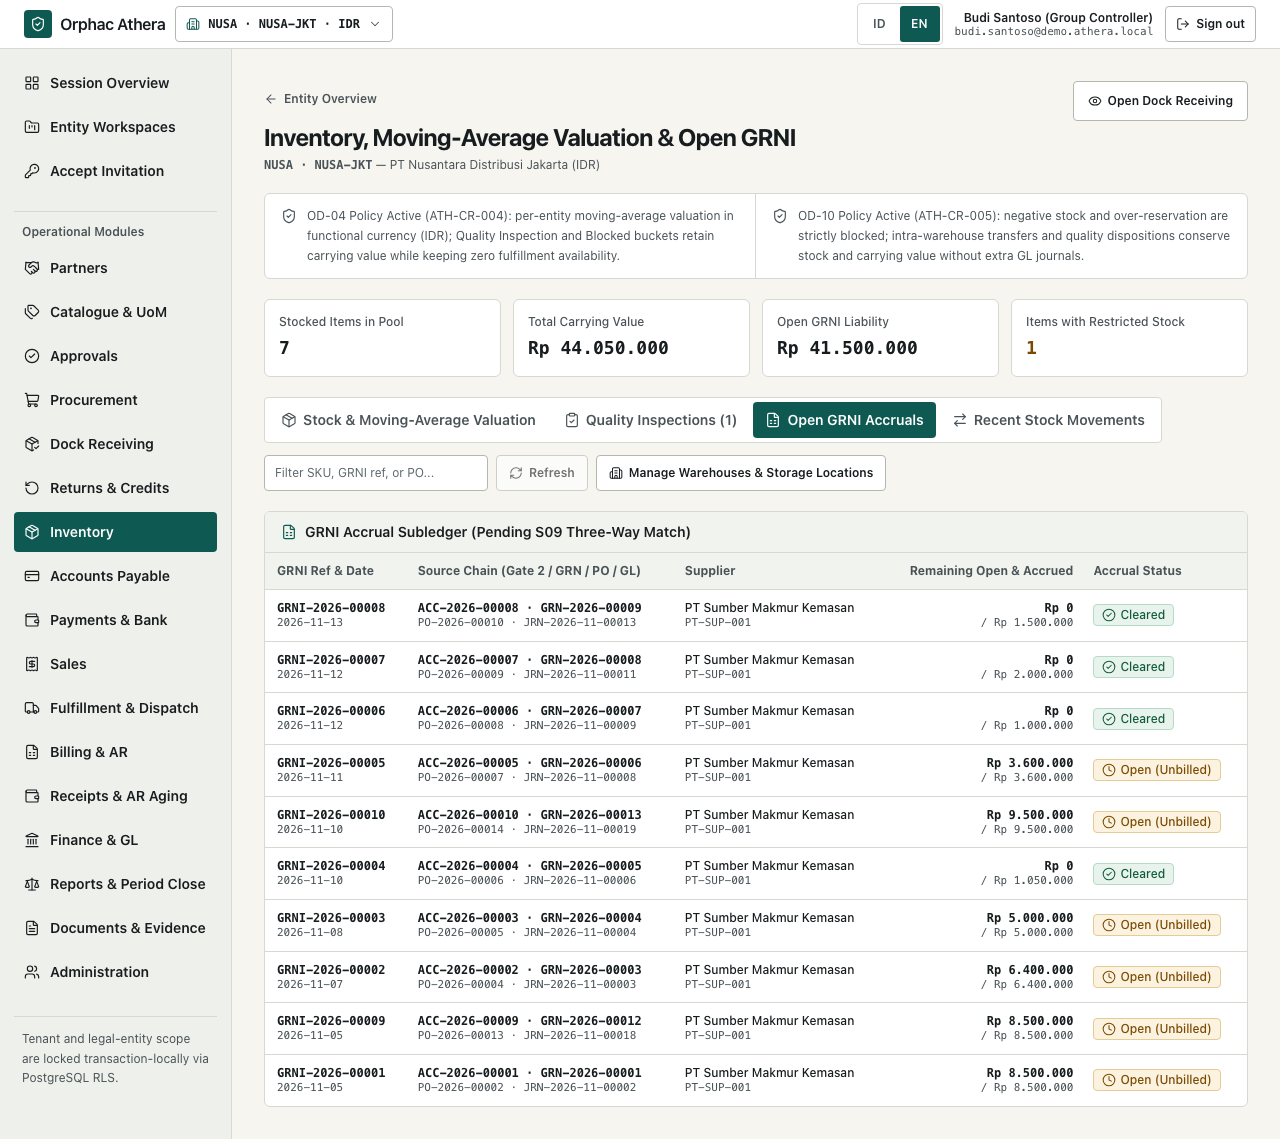 Orphac Athera
NUSA · NUSA-JKT · IDR
ID
EN
Budi Santoso (Group Controller)
budi.santoso@demo.athera.local
Sign out
Session Overview
Entity Workspaces
Accept Invitation
Operational Modules
Partners
Catalogue & UoM
Approvals
Procurement
Dock Receiving
Returns & Credits
Inventory
Accounts Payable
Payments & Bank
Sales
Fulfillment & Dispatch
Billing & AR
Receipts & AR Aging
Finance & GL
Reports & Period Close
Documents & Evidence
Administration
Tenant and legal-entity scope
are locked transaction-locally via
PostgreSQL RLS.
Entity Overview
Open Dock Receiving
Inventory, Moving-Average Valuation & Open GRNI
NUSA · NUSA-JKT — PT Nusantara Distribusi Jakarta (IDR)
OD-04 Policy Active (ATH-CR-004): per-entity moving-average valuation in
functional currency (IDR); Quality Inspection and Blocked buckets retain
carrying value while keeping zero fulfillment availability.
OD-10 Policy Active (ATH-CR-005): negative stock and over-reservation are
strictly blocked; intra-warehouse transfers and quality dispositions conserve
stock and carrying value without extra GL journals.
Stocked Items in Pool
7
Total Carrying Value
Rp 44.050.000
Open GRNI Liability
Rp 41.500.000
Items with Restricted Stock
1
Stock & Moving-Average Valuation
Quality Inspections (1)
Open GRNI Accruals
Recent Stock Movements
Filter SKU, GRNI ref, or PO...
Refresh
Manage Warehouses & Storage Locations
GRNI Accrual Subledger (Pending S09 Three-Way Match)
GRNI Ref & Date Source Chain (Gate 2 / GRN / PO / GL) Supplier Remaining Open & Accrued Accrual Status
GRNI-2026-00008 ACC-2026-00008 · GRN-2026-00009 PT Sumber Makmur Kemasan Rp 0 Cleared
2026-11-13 PO-2026-00010 · JRN-2026-11-00013 PT-SUP-001 / Rp 1.500.000
GRNI-2026-00007 ACC-2026-00007 · GRN-2026-00008 PT Sumber Makmur Kemasan Rp 0 Cleared
2026-11-12 PO-2026-00009 · JRN-2026-11-00011 PT-SUP-001 / Rp 2.000.000
GRNI-2026-00006 ACC-2026-00006 · GRN-2026-00007 PT Sumber Makmur Kemasan Rp 0 Cleared
2026-11-12 PO-2026-00008 · JRN-2026-11-00009 PT-SUP-001 / Rp 1.000.000
GRNI-2026-00005 ACC-2026-00005 · GRN-2026-00006 PT Sumber Makmur Kemasan Rp 3.600.000 Open (Unbilled)
2026-11-11 PO-2026-00007 · JRN-2026-11-00008 PT-SUP-001 / Rp 3.600.000
GRNI-2026-00010 ACC-2026-00010 · GRN-2026-00013 PT Sumber Makmur Kemasan Rp 9.500.000 Open (Unbilled)
2026-11-10 PO-2026-00014 · JRN-2026-11-00019 PT-SUP-001 / Rp 9.500.000
GRNI-2026-00004 ACC-2026-00004 · GRN-2026-00005 PT Sumber Makmur Kemasan Rp 0 Cleared
2026-11-10 PO-2026-00006 · JRN-2026-11-00006 PT-SUP-001 / Rp 1.050.000
GRNI-2026-00003 ACC-2026-00003 · GRN-2026-00004 PT Sumber Makmur Kemasan Rp 5.000.000 Open (Unbilled)
2026-11-08 PO-2026-00005 · JRN-2026-11-00004 PT-SUP-001 / Rp 5.000.000
GRNI-2026-00002 ACC-2026-00002 · GRN-2026-00003 PT Sumber Makmur Kemasan Rp 6.400.000 Open (Unbilled)
2026-11-07 PO-2026-00004 · JRN-2026-11-00003 PT-SUP-001 / Rp 6.400.000
GRNI-2026-00009 ACC-2026-00009 · GRN-2026-00012 PT Sumber Makmur Kemasan Rp 8.500.000 Open (Unbilled)
2026-11-05 PO-2026-00013 · JRN-2026-11-00018 PT-SUP-001 / Rp 8.500.000
GRNI-2026-00001 ACC-2026-00001 · GRN-2026-00001 PT Sumber Makmur Kemasan Rp 8.500.000 Open (Unbilled)
2026-11-05 PO-2026-00002 · JRN-2026-11-00002 PT-SUP-001 / Rp 8.500.000